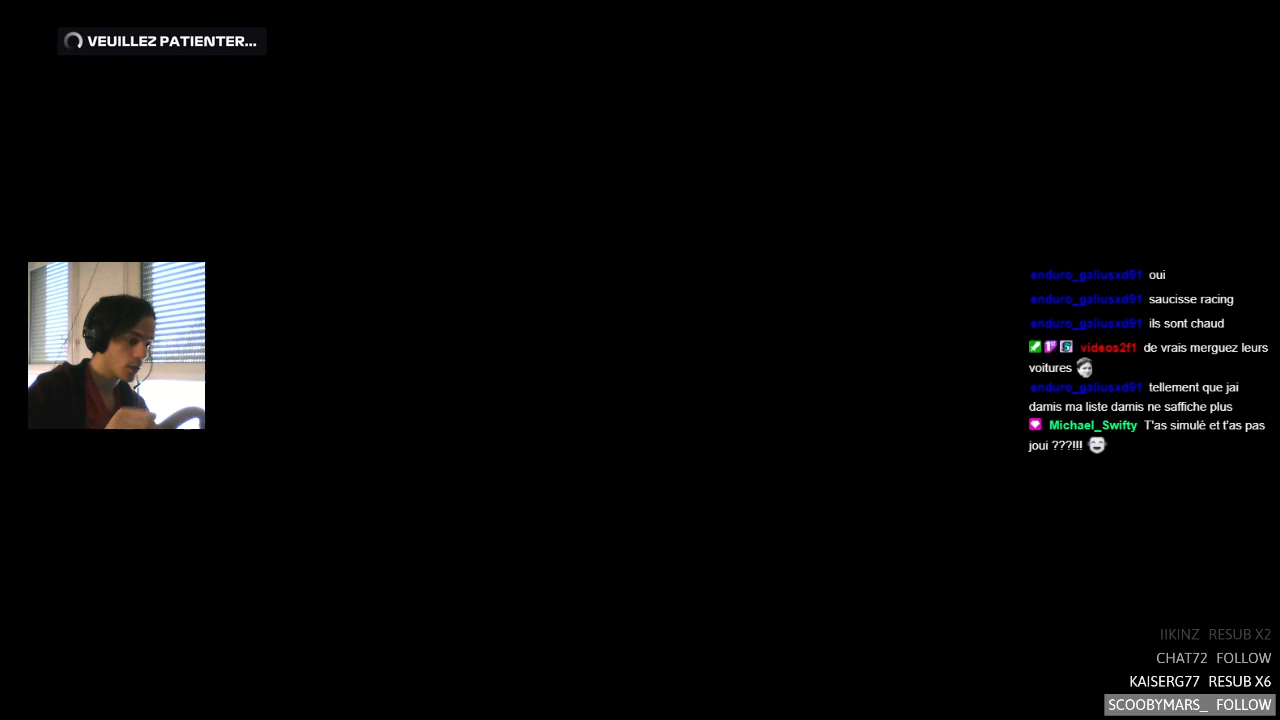 VEUILLEZ PATIENTER...
enduro_galiusxd91 oui
enduro_galiusxd91 saucisse racing
enduro_galiusxd91 ils sont chaud
videos2f1 de vrais merguez leurs
voitures
enduro_galiusxd91 tellement que jai
damis ma liste damis ne saffiche plus
Michael_Swifty T'as simulé et t'as pas
joui ???!!!
IIKINZ RESUB X2
CHAT72 FOLLOW
KAISERG77 RESUB X6
SCOOBYMARS_ FOLLOW